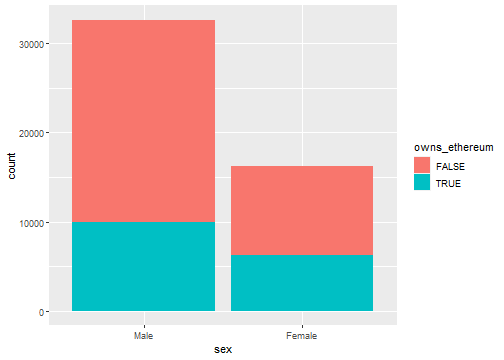 30000
20000
10000
0
count
Male
Female
sex
owns_ethereum
FALSE
TRUE